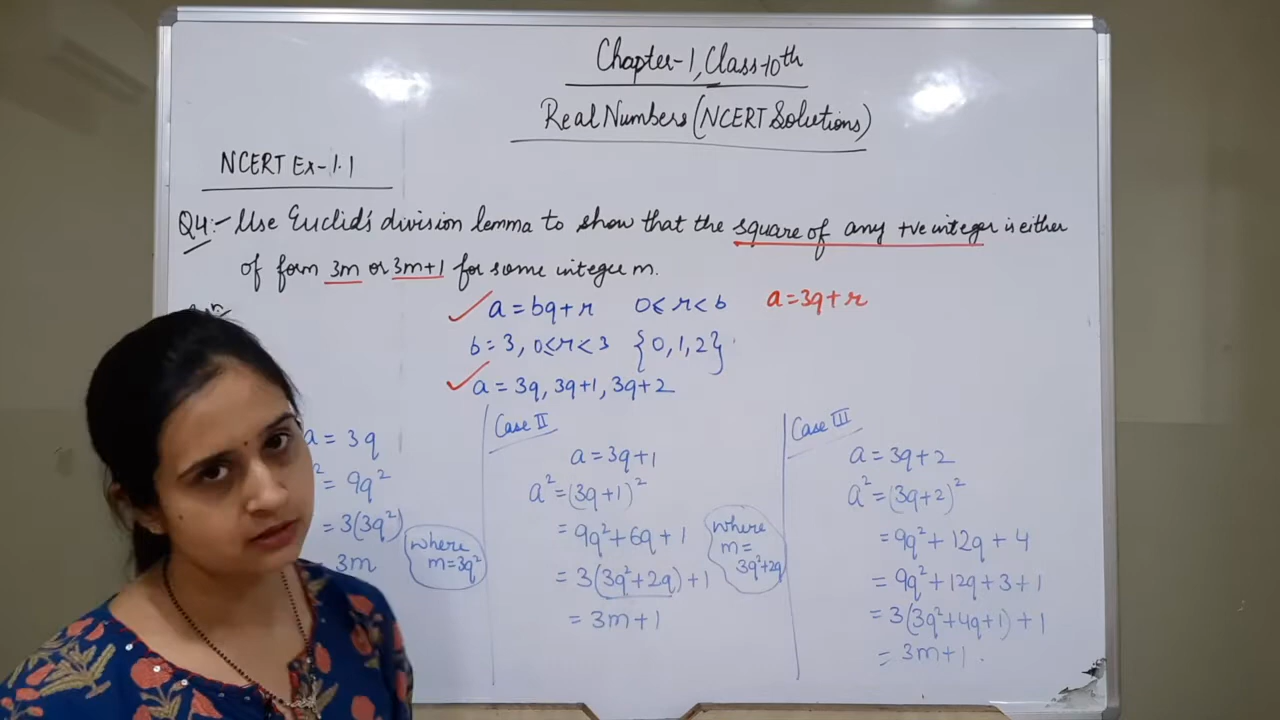 Chapter-1, Class-10th
Real Numbers (NCERT Solutions)
NCERT Ex-1.1
Q4:- Use Euclid's division lemma to show that the square of any +ve integer is either
of form 3m or 3m+1 for some integer m.
a = bq + r 0 ≤ r < b a = 3q + r
b = 3, 0 ≤ r < 3 {0, 1, 2}
a = 3q, 3q+1, 3q+2
a = 3q
² = 9q²
= 3(3q²)
3m
where
m = 3q²
Case II
a = 3q+1
a² = (3q+1)²
= 9q² + 6q + 1
= 3(3q² + 2q) + 1
= 3m + 1
where
m =
3q²+2q
Case III
a = 3q + 2
a² = (3q+2)²
= 9q² + 12q + 4
= 9q² + 12q + 3 + 1
= 3(3q² + 4q + 1) + 1
= 3m + 1.